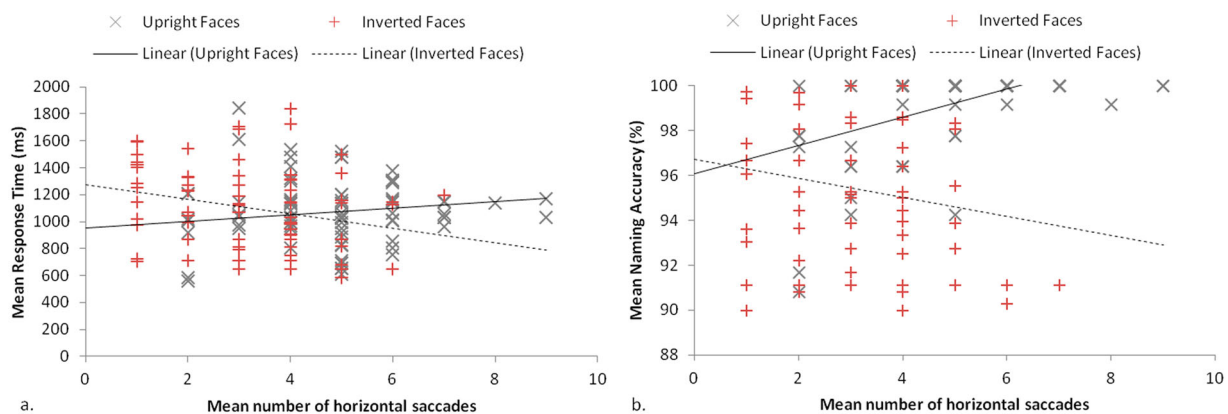 Upright Faces Inverted Faces
Linear (Upright Faces) Linear (Inverted Faces)
2000
1800
1600
1400
1200
1000
800
600
400
200
0
Mean Response Time (ms)
0 2 4 6 8 10
a. Mean number of horizontal saccades
Upright Faces Inverted Faces
Linear (Upright Faces) Linear (Inverted Faces)
100
98
96
94
92
90
88
Mean Naming Accuracy (%)
0 2 4 6 8 10
b. Mean number of horizontal saccades